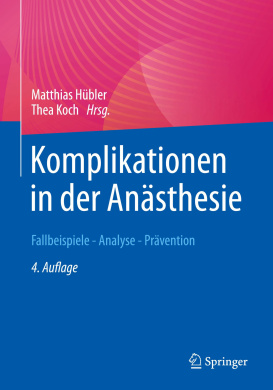 Matthias Hübler
Thea Koch Hrsg.
Komplikationen
in der Anästhesie
Fallbeispiele - Analyse - Prävention
4. Auflage
Springer